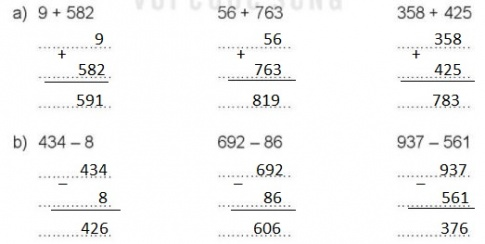 a) 9 + 582 56 + 763 358 + 425
9 56 358
+ + +
582 763 425
591 819 783
b) 434 – 8 692 – 86 937 – 561
434 692 937
– – –
8 86 561
426 606 376